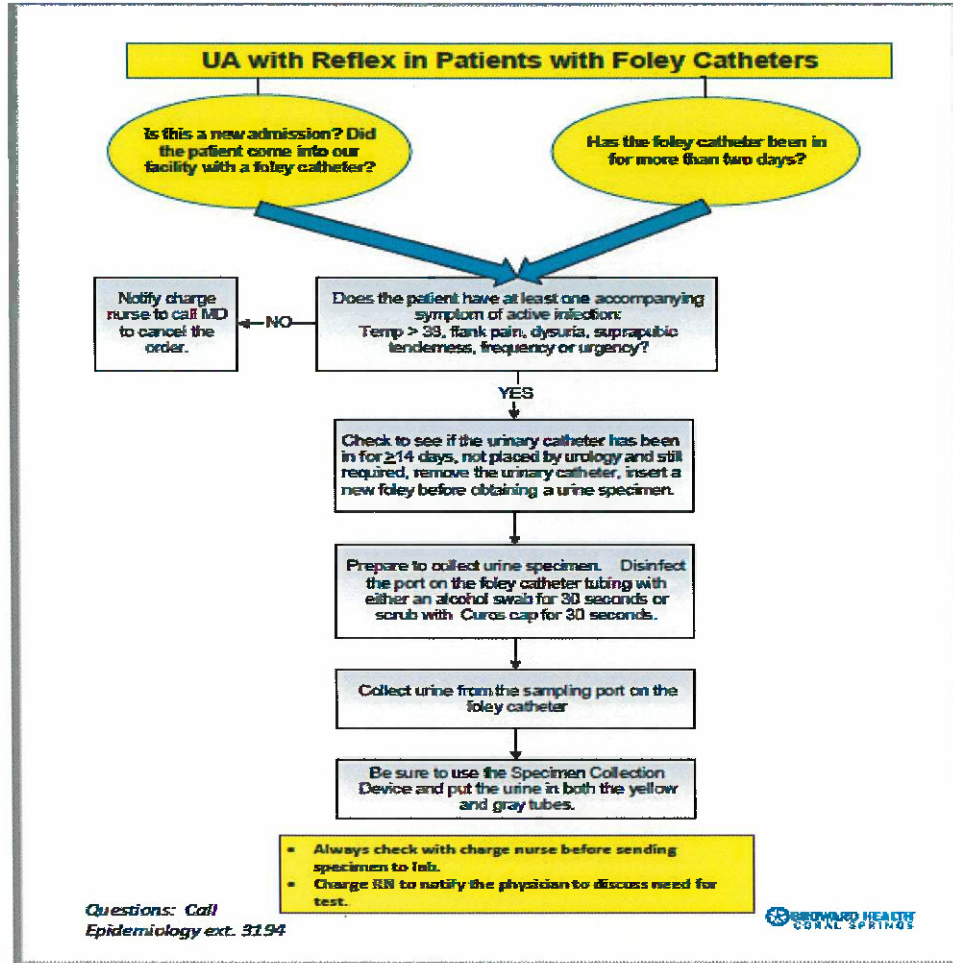 UA with Reflex in Patients with Foley Catheters
Is this a new admission? Did
the patient come into our
facility with a foley catheter?
Has the foley catheter been in
for more than two days?
Notify charge
nurse to call MD
to cancel the
order.
NO
Does the patient have at least one accompanying
symptom of active infection:
Temp > 38, flank pain, dysuria, suprapubic
tenderness, frequency or urgency?
YES
Check to see if the urinary catheter has been
in for ≥14 days, not placed by urology and still
required, remove the urinary catheter, insert a
new foley before obtaining a urine specimen.
Prepare to collect urine specimen. Disinfect
the port on the foley catheter tubing with
either an alcohol swab for 30 seconds or
scrub with Curos cap for 30 seconds.
Collect urine from the sampling port on the
foley catheter
Be sure to use the Specimen Collection
Device and put the urine in both the yellow
and gray tubes.
• Always check with charge nurse before sending
specimen to lab.
• Charge RN to notify the physician to discuss need for
test.
Questions: Call
Epidemiology ext. 3194
BROWARD HEALTH
CORAL SPRINGS